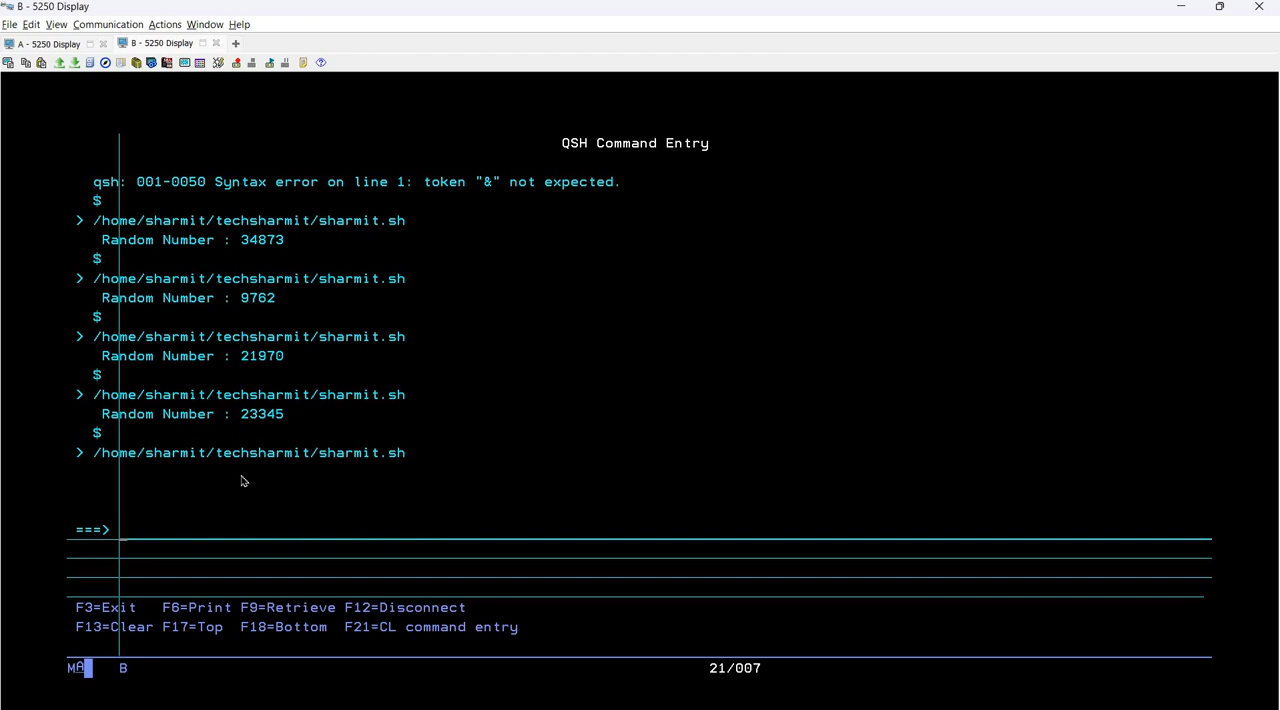 B - 5250 Display
File Edit View Communication Actions Window Help
A - 5250 Display B - 5250 Display
QSH Command Entry
qsh: 001-0050 Syntax error on line 1: token "&" not expected.
$
> /home/sharmit/techsharmit/sharmit.sh
Random Number : 34873
$
> /home/sharmit/techsharmit/sharmit.sh
Random Number : 9762
$
> /home/sharmit/techsharmit/sharmit.sh
Random Number : 21970
$
> /home/sharmit/techsharmit/sharmit.sh
Random Number : 23345
$
> /home/sharmit/techsharmit/sharmit.sh
===>
F3=Exit F6=Print F9=Retrieve F12=Disconnect
F13=Clear F17=Top F18=Bottom F21=CL command entry
MA B 21/007